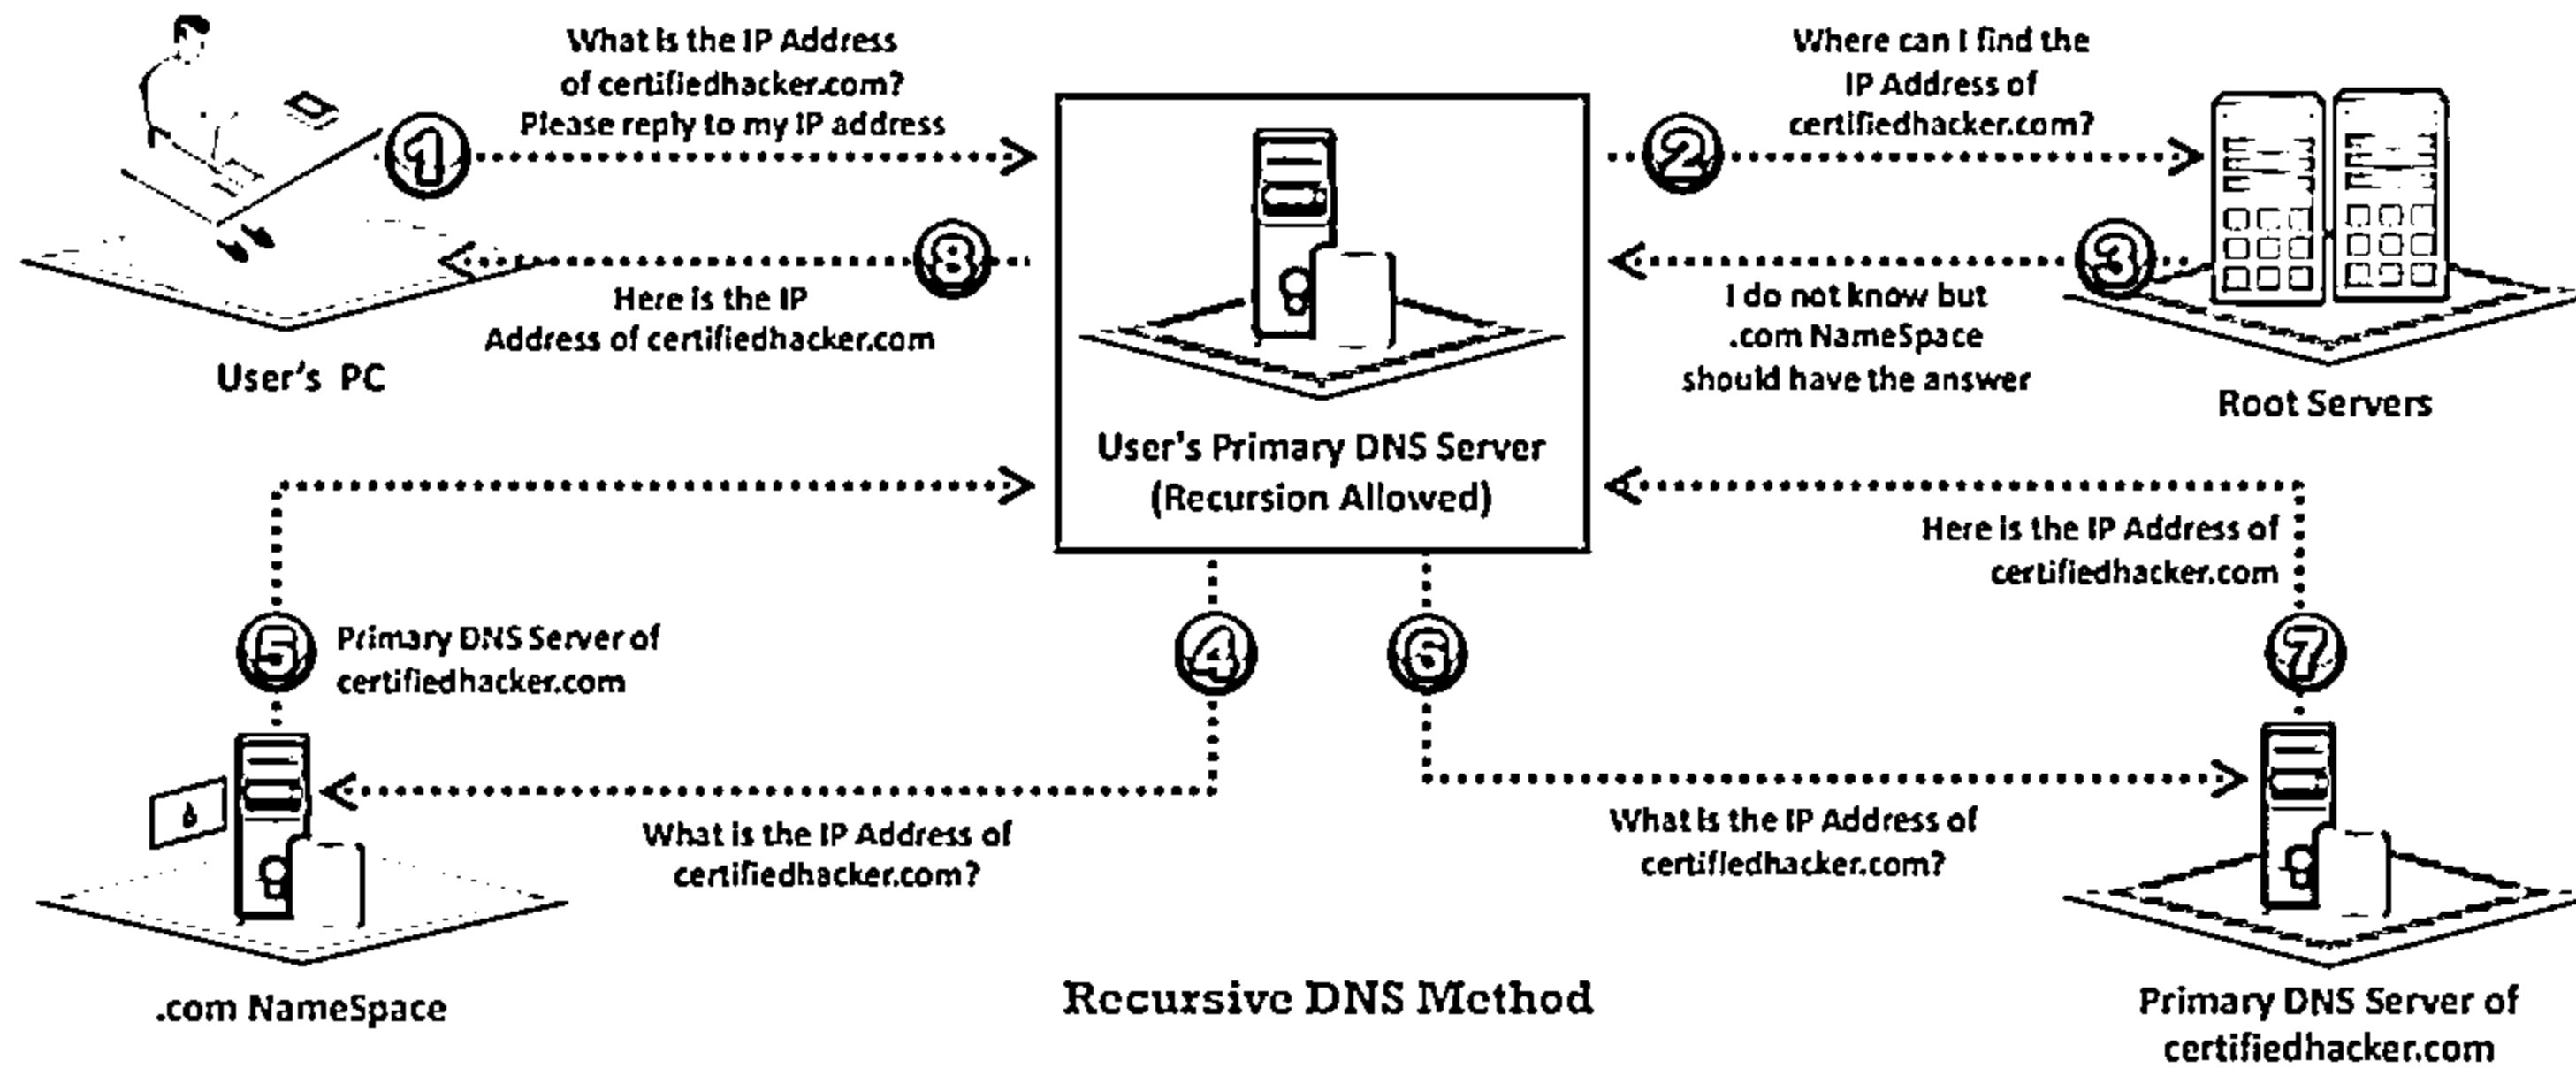 What is the IP Address
of certifiedhacker.com?
Please reply to my IP address
1
8
Here is the IP
Address of certifiedhacker.com
User's PC
User's Primary DNS Server
(Recursion Allowed)
Where can I find the
IP Address of
certifiedhacker.com?
2
3
I do not know but
.com NameSpace
should have the answer
Root Servers
5
Primary DNS Server of
certifiedhacker.com
4
What is the IP Address of
certifiedhacker.com?
.com NameSpace
6
What is the IP Address of
certifiedhacker.com?
Here is the IP Address of
certifiedhacker.com
7
Primary DNS Server of
certifiedhacker.com
Recursive DNS Method